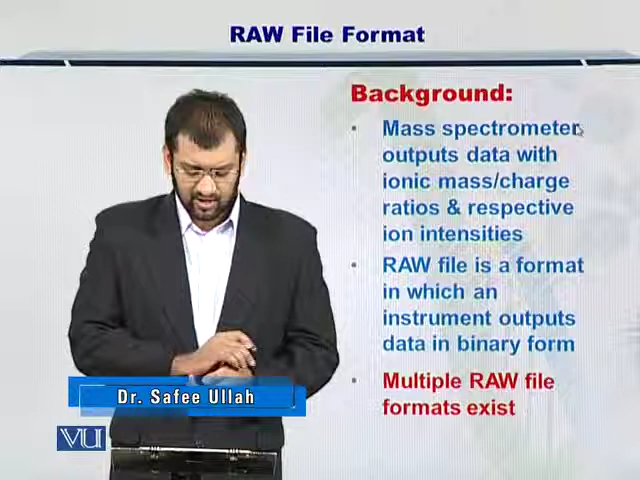 RAW File Format
Background:
• Mass spectrometer
outputs data with
ionic mass/charge
ratios & respective
ion intensities
• RAW file is a format
in which an
instrument outputs
data in binary form
• Multiple RAW file
formats exist
Dr. Safee Ullah
VU